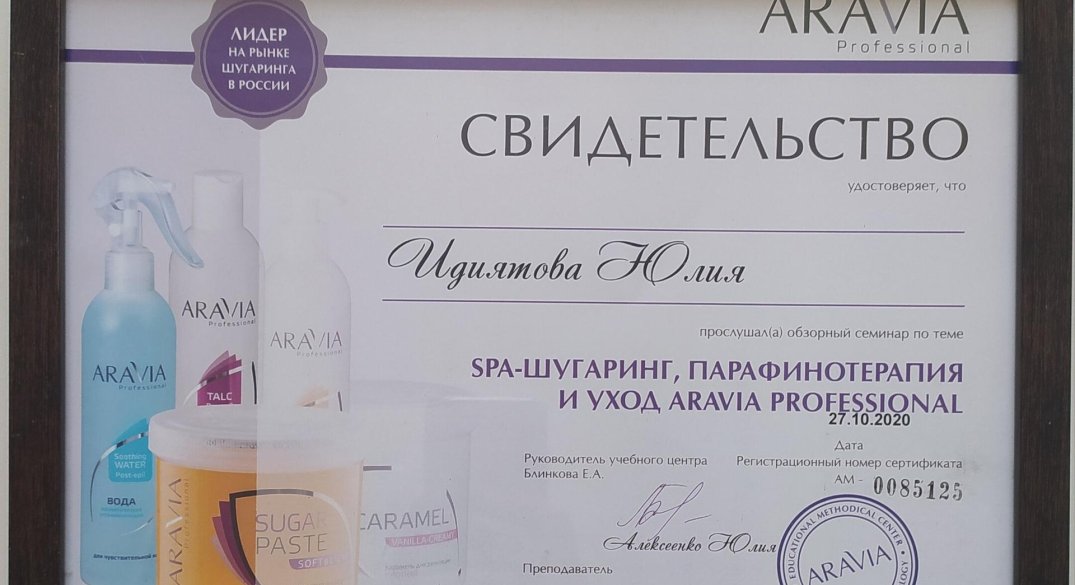 ЛИДЕР
НА РЫНКЕ
ШУГАРИНГА
В РОССИИ
ARAVIA
Professional
СВИДЕТЕЛЬСТВО
удостоверяет, что
Идиятова Юлия
прослушал(а) обзорный семинар по теме
SPA-ШУГАРИНГ, ПАРАФИНОТЕРАПИЯ
И УХОД ARAVIA PROFESSIONAL
27.10.2020
Дата
Руководитель учебного центра
Блинкова Е.А.
Регистрационный номер сертификата
АМ - 0085125
Алексеенко Юлия
Преподаватель
EDUCATIONAL METHODICAL CENTER
ARAVIA
ARAVIA
Professional
TALC
ARAVIA
Professional
ARAVIA
Professional
Soothing
WATER
Post-epil
ВОДА
ARAVIA
Professional
SUGAR
PASTE
SOFT
CARAMEL
VANILLA-CREAMY